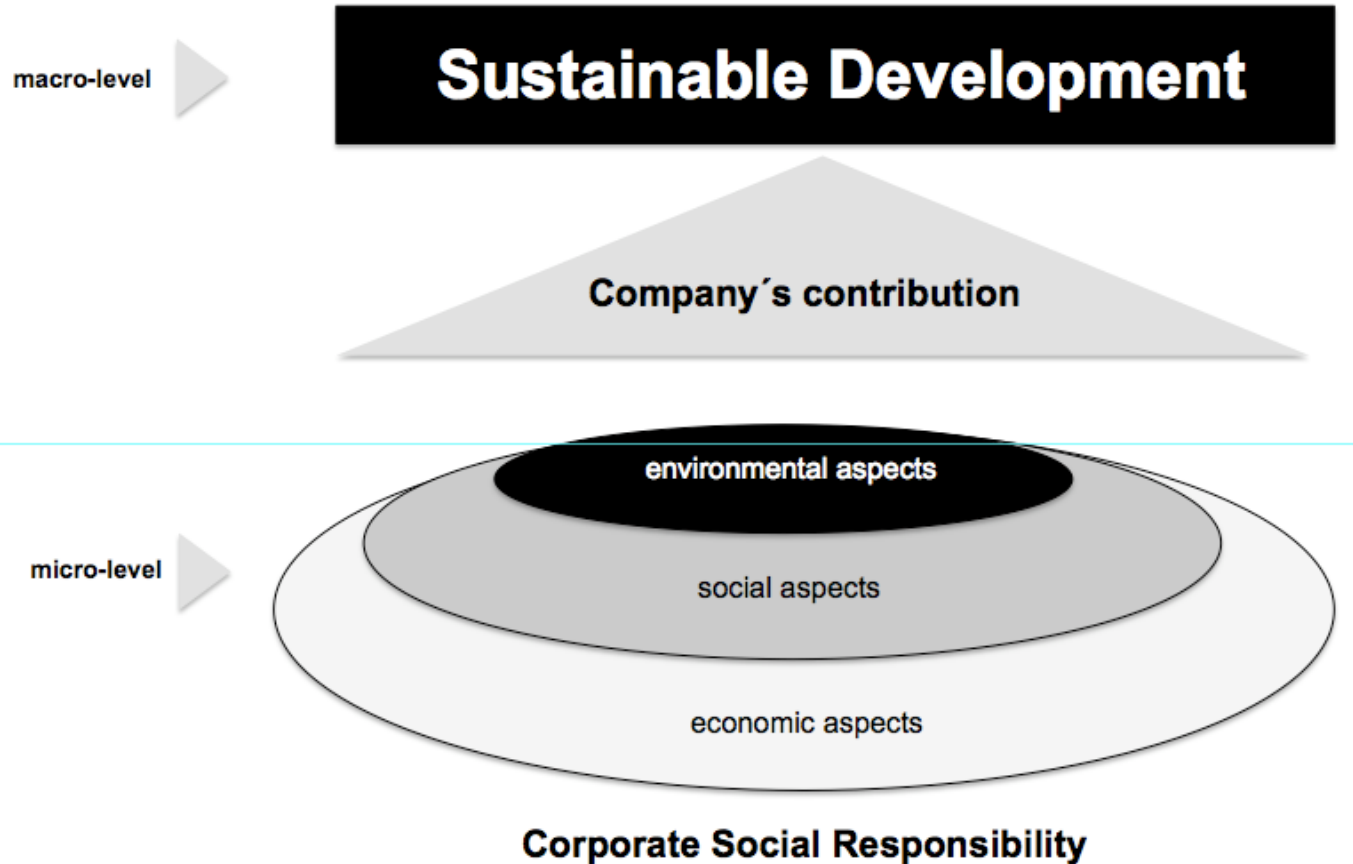 macro-level
Sustainable Development
Company´s contribution
environmental aspects
micro-level
social aspects
economic aspects
Corporate Social Responsibility